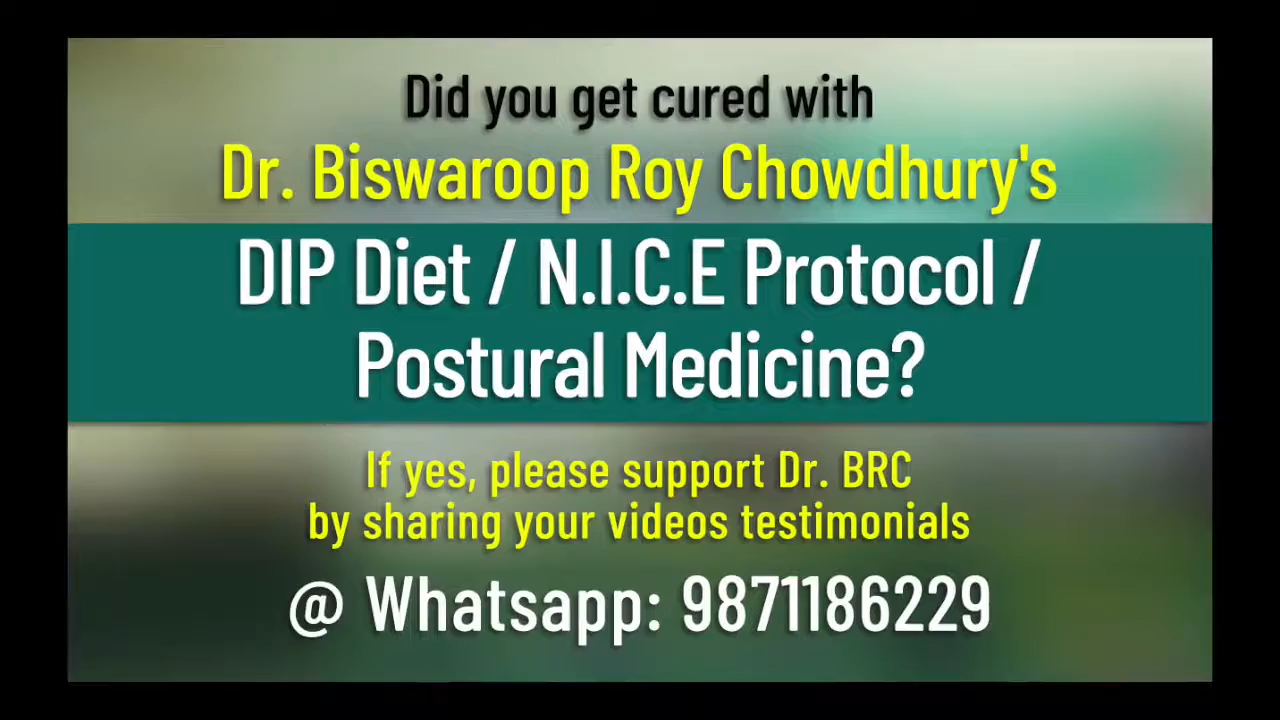 Did you get cured with
Dr. Biswaroop Roy Chowdhury's
DIP Diet / N.I.C.E Protocol /
Postural Medicine?
If yes, please support Dr. BRC
by sharing your videos testimonials
@ Whatsapp: 9871186229